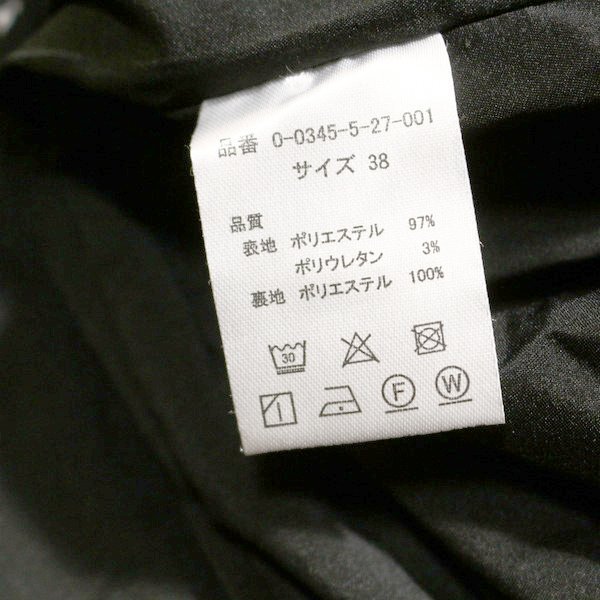 品番 0-0345-5-27-001
サイズ 38
品質
表地 ポリエステル 97%
ポリウレタン 3%
裏地 ポリエステル 100%
30
F W